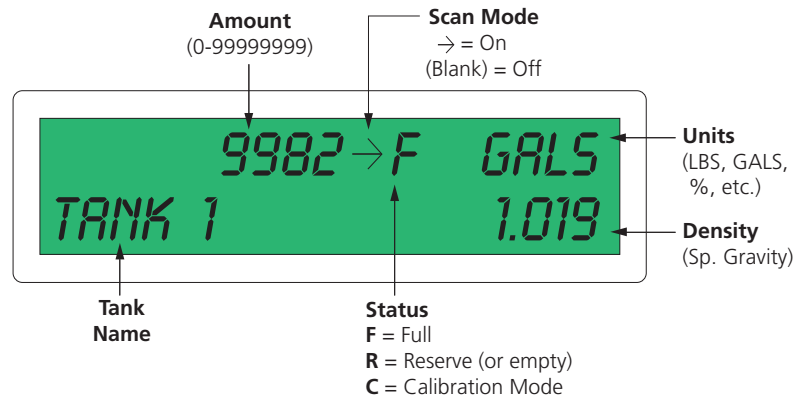 Amount
(0-99999999)
Scan Mode
→ = On
(Blank) = Off
9982 → F GALS
TANK 1 1.019
Units
(LBS, GALS,
%, etc.)
Density
(Sp. Gravity)
Tank
Name
Status
F = Full
R = Reserve (or empty)
C = Calibration Mode